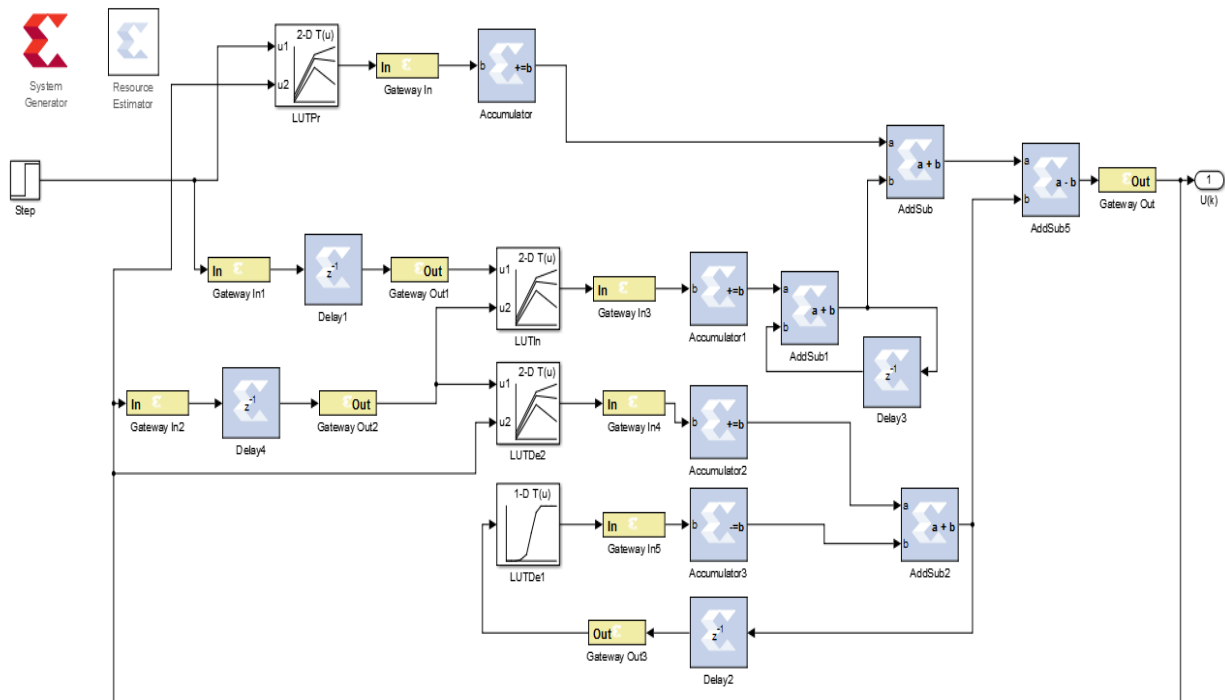 System
Generator
Resource
Estimator
2-D T(u)
u1
u2
LUTPr
In
Gateway In
b
+=b
Accumulator
Step
a
b
a + b
AddSub
a
b
a - b
AddSub5
Out
Gateway Out
1
U(k)
In
Gateway In1
z-1
Delay1
Out
Gateway Out1
2-D T(u)
u1
u2
LUTIn
In
Gateway In3
b
+=b
Accumulator1
a
b
a + b
AddSub1
z-1
Delay3
In
Gateway In2
z-1
Delay4
Out
Gateway Out2
2-D T(u)
u1
u2
LUTDe2
In
Gateway In4
b
+=b
Accumulator2
1-D T(u)
LUTDe1
In
Gateway In5
b
-=b
Accumulator3
a
b
a + b
AddSub2
Out
Gateway Out3
z-1
Delay2